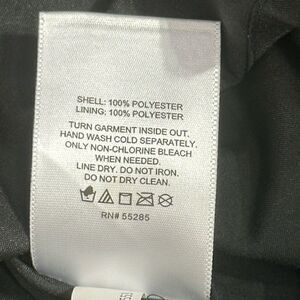 SHELL: 100% POLYESTER
LINING: 100% POLYESTER
TURN GARMENT INSIDE OUT.
HAND WASH COLD SEPARATELY.
ONLY NON-CHLORINE BLEACH
WHEN NEEDED.
LINE DRY. DO NOT IRON.
DO NOT DRY CLEAN.
RN# 55285